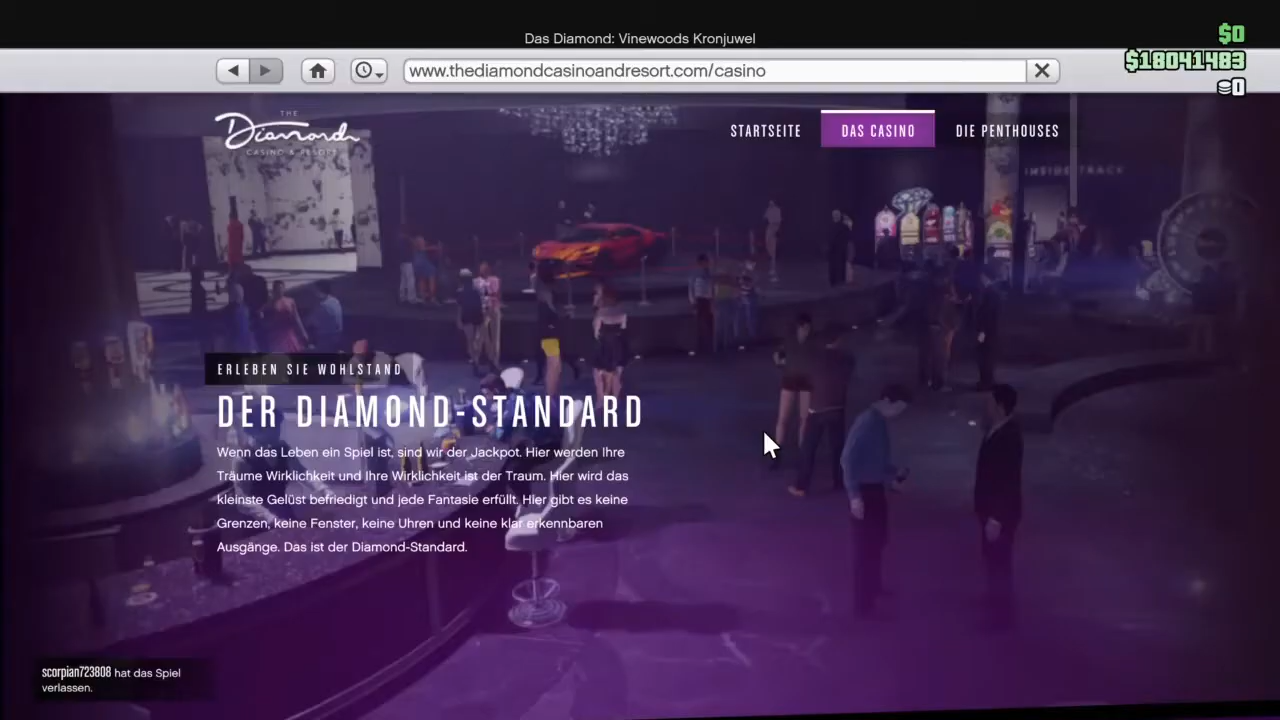 Das Diamond: Vinewoods Kronjuwel
$0
$18041483
1
www.thediamondcasinoandresort.com/casino
THE
Diamond
CASINO & RESORT
STARTSEITE
DAS CASINO
DIE PENTHOUSES
INSIDE TRACK
ERLEBEN SIE WOHLSTAND
DER DIAMOND-STANDARD
Wenn das Leben ein Spiel ist, sind wir der Jackpot. Hier werden Ihre
Träume Wirklichkeit und Ihre Wirklichkeit ist der Traum. Hier wird das
kleinste Gelüst befriedigt und jede Fantasie erfüllt. Hier gibt es keine
Grenzen, keine Fenster, keine Uhren und keine klar erkennbaren
Ausgänge. Das ist der Diamond-Standard.
scorpian723808 hat das Spiel
verlassen.